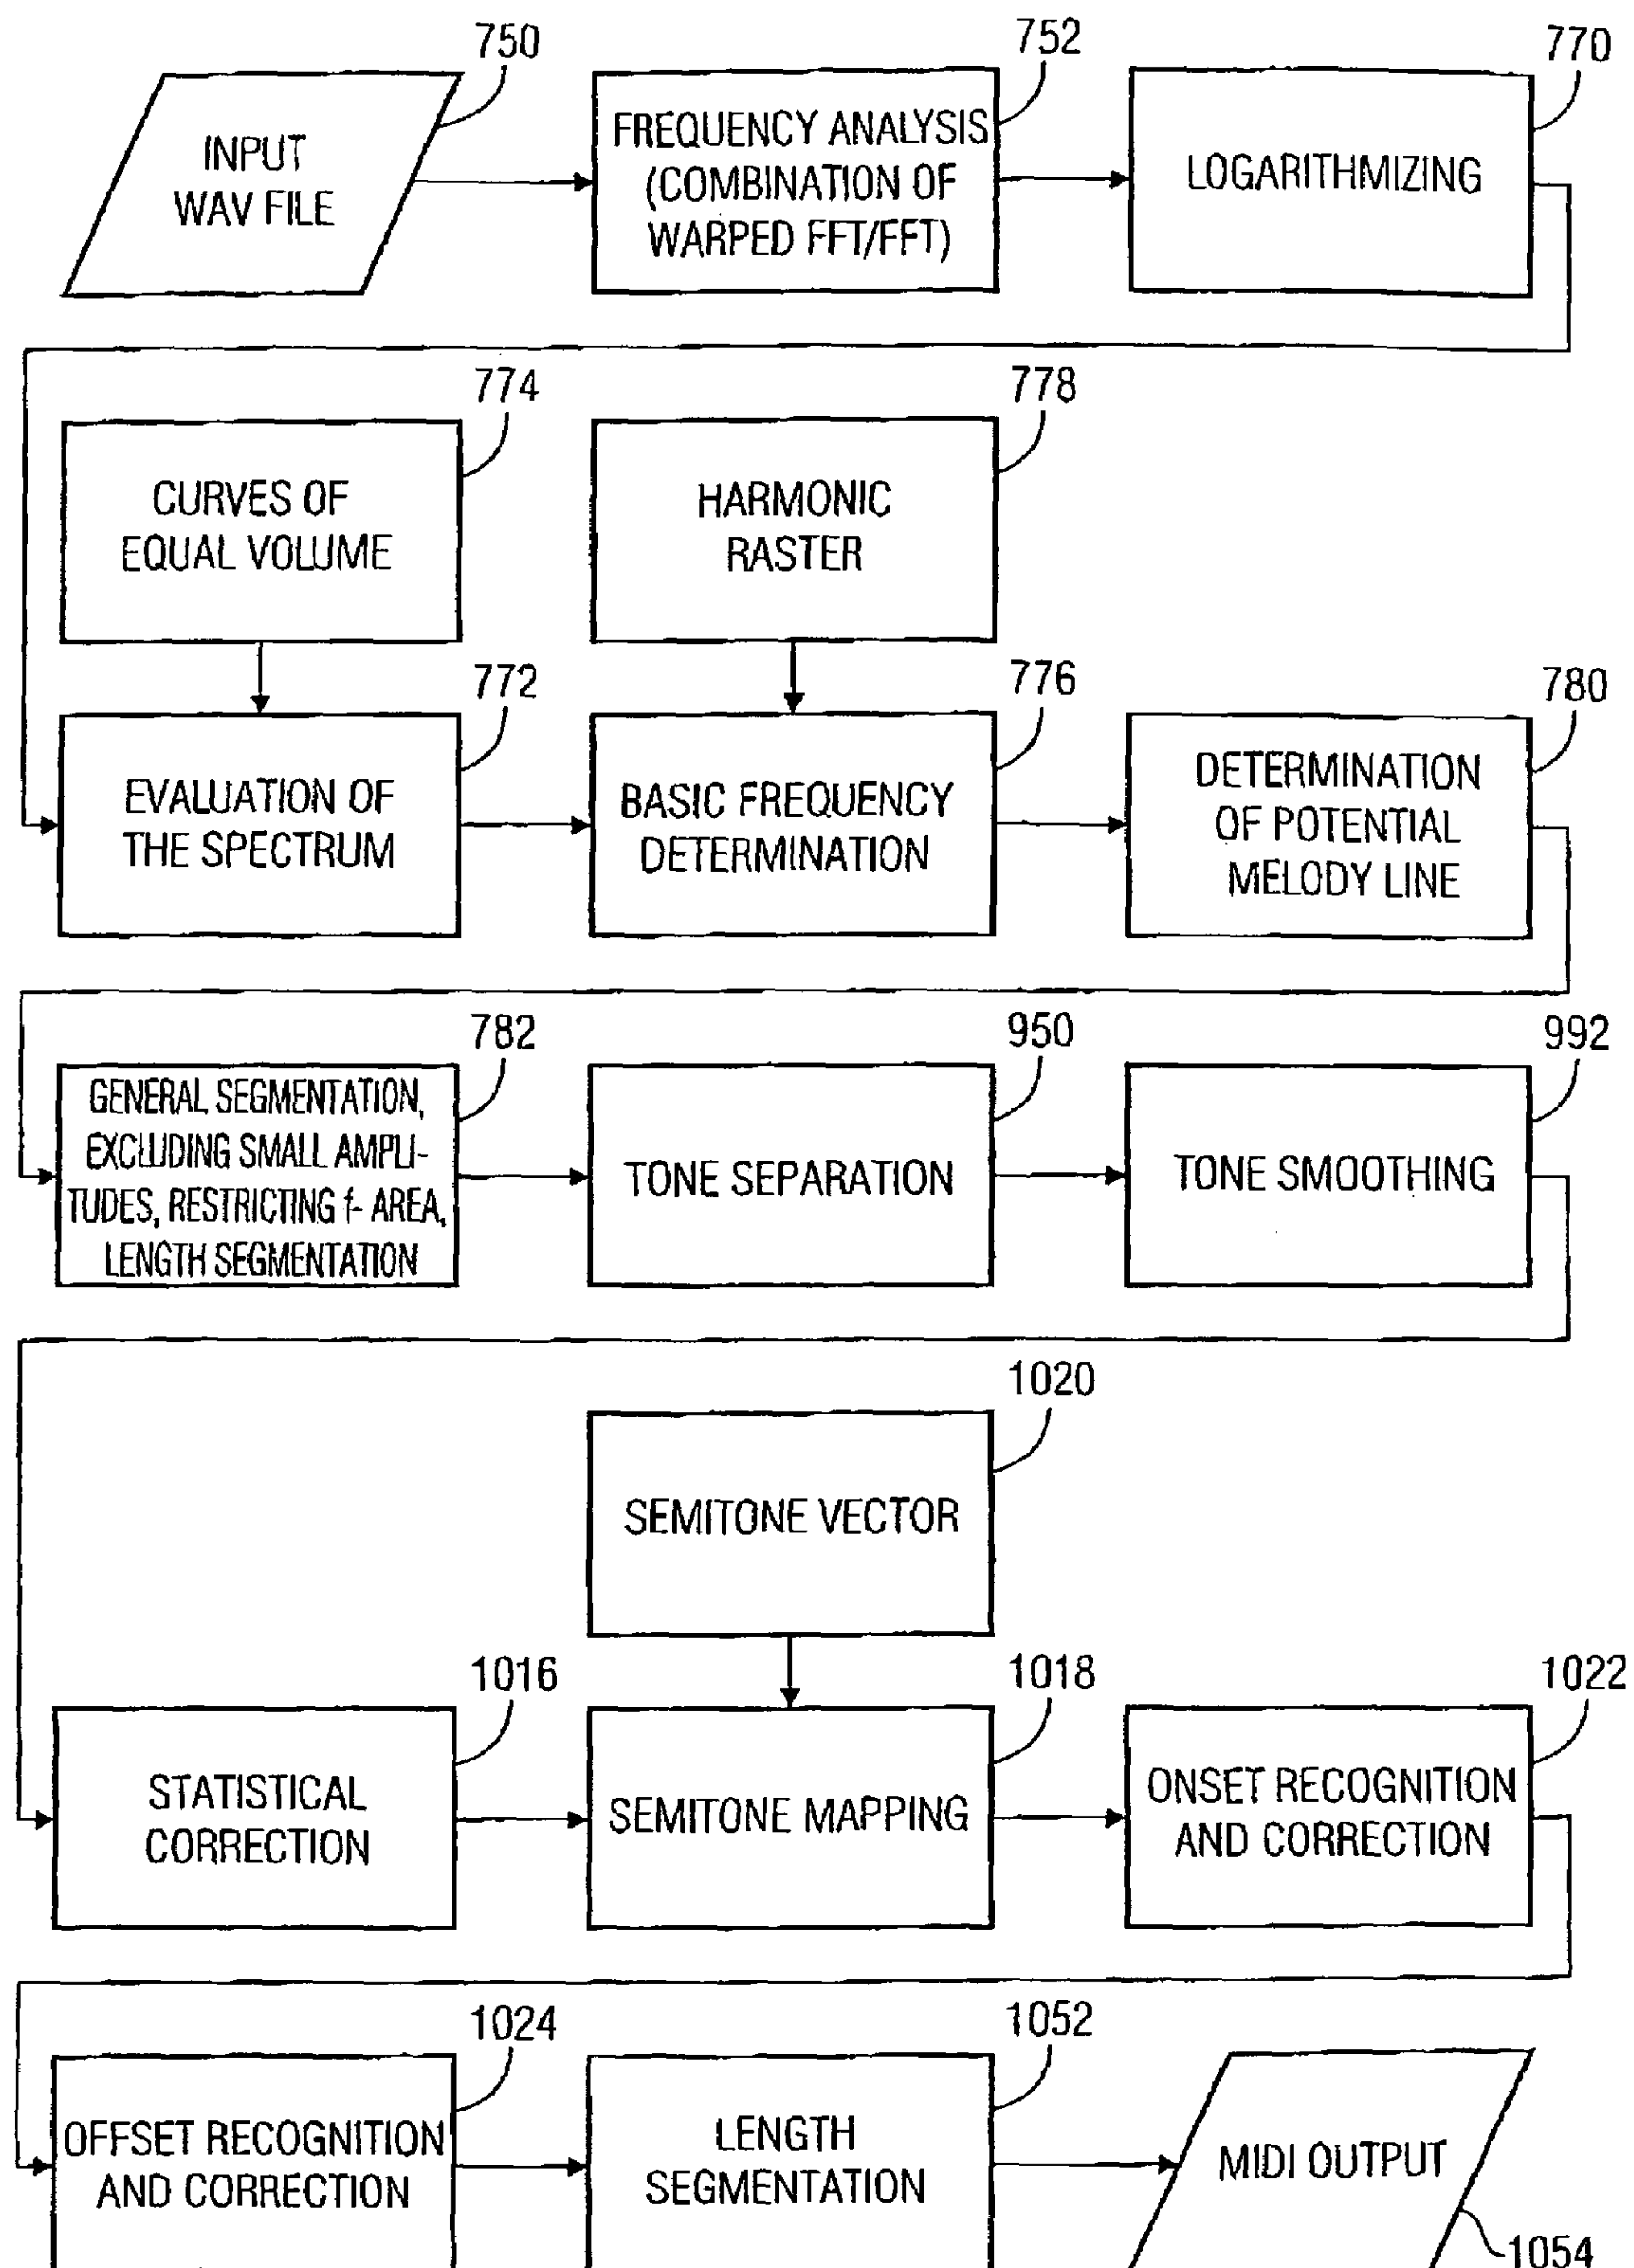 750
752
770
INPUT
WAV FILE
FREQUENCY ANALYSIS
(COMBINATION OF
WARPED FFT/FFT)
LOGARITHMIZING
774
778
CURVES OF
EQUAL VOLUME
HARMONIC
RASTER
772
776
780
EVALUATION OF
THE SPECTRUM
BASIC FREQUENCY
DETERMINATION
DETERMINATION
OF POTENTIAL
MELODY LINE
782
950
992
GENERAL SEGMENTATION,
EXCLUDING SMALL AMPLI-
TUDES, RESTRICTING f- AREA,
LENGTH SEGMENTATION
TONE SEPARATION
TONE SMOOTHING
1020
SEMITONE VECTOR
1016
1018
1022
STATISTICAL
CORRECTION
SEMITONE MAPPING
ONSET RECOGNITION
AND CORRECTION
1024
1052
OFFSET RECOGNITION
AND CORRECTION
LENGTH
SEGMENTATION
MIDI OUTPUT
1054